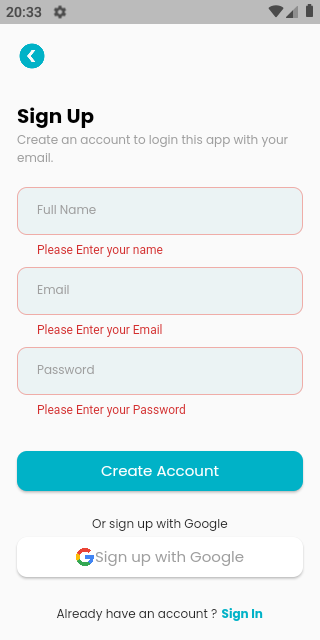 20:33
Sign Up
Create an account to login this app with your
email.
Full Name
Please Enter your name
Email
Please Enter your Email
Password
Please Enter your Password
Create Account
Or sign up with Google
Sign up with Google
Already have an account ? Sign In